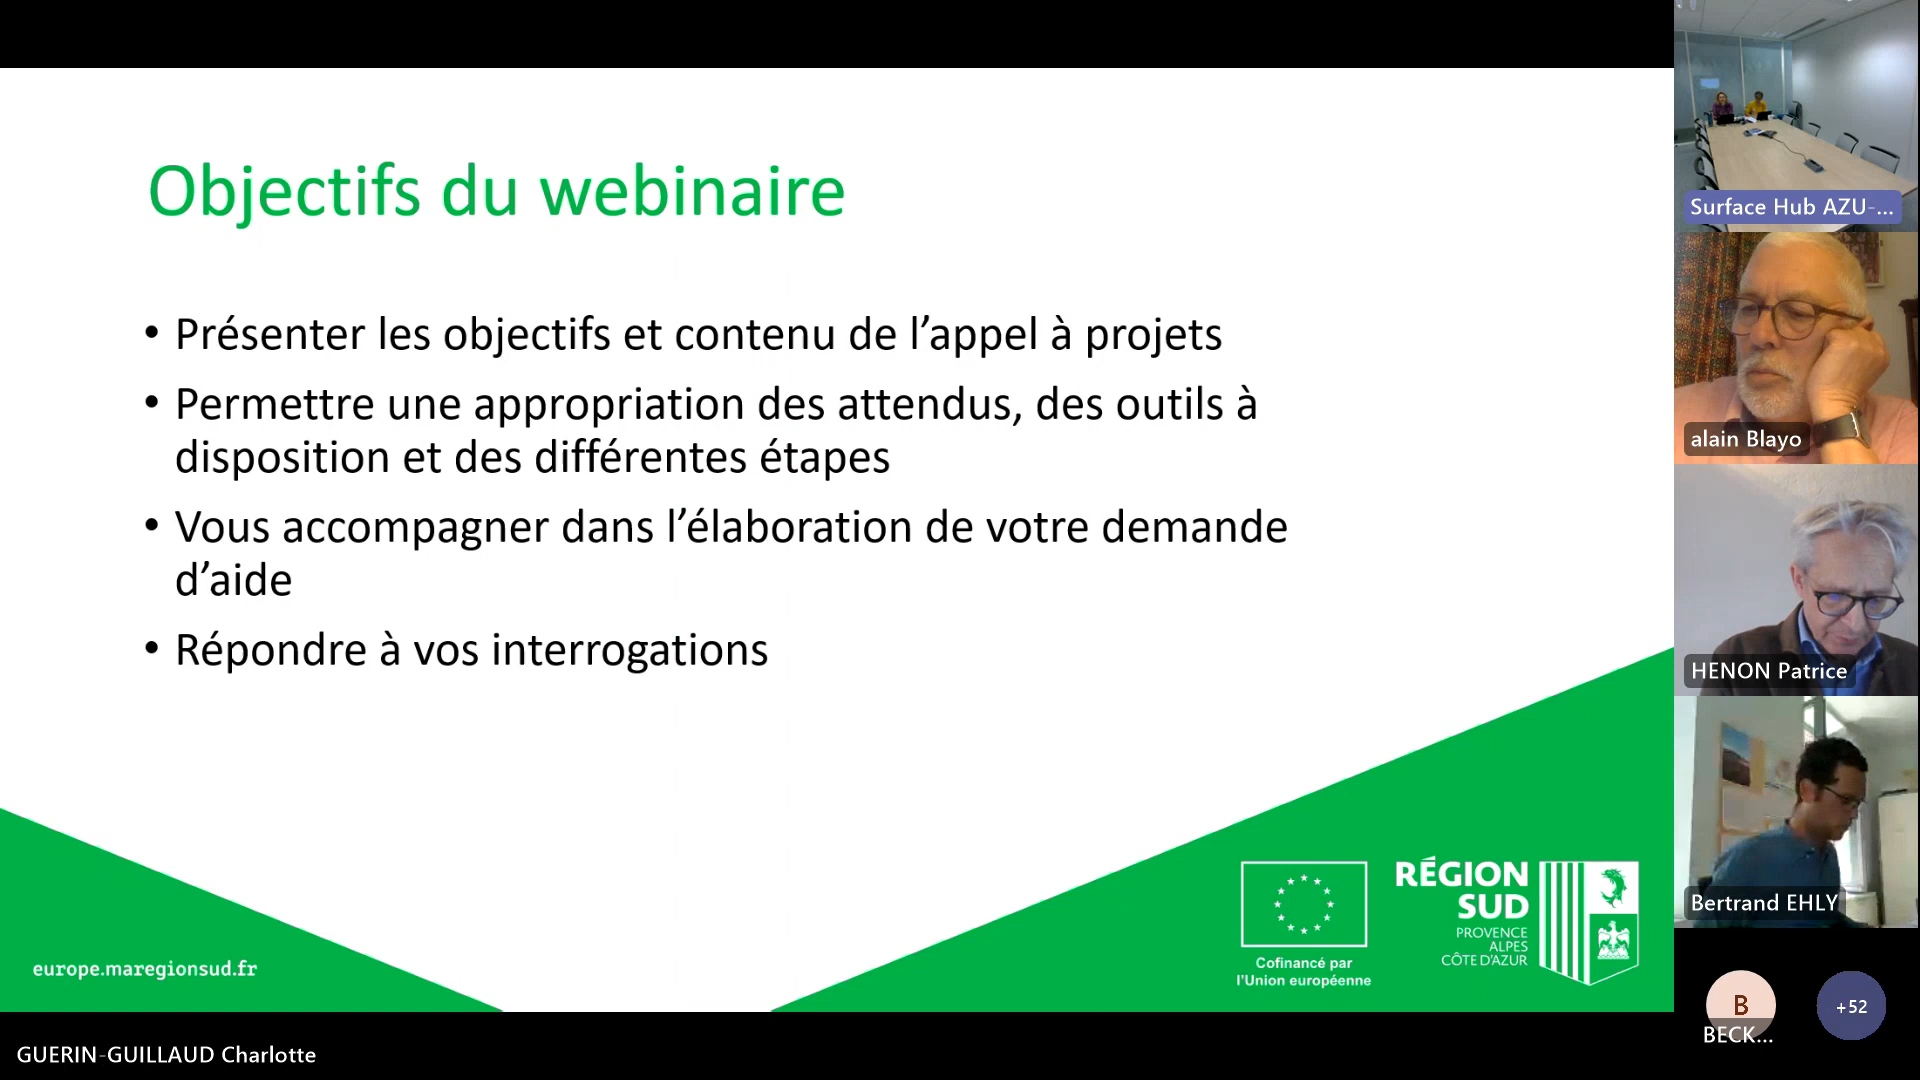 Objectifs du webinaire
• Présenter les objectifs et contenu de l’appel à projets
• Permettre une appropriation des attendus, des outils à
disposition et des différentes étapes
• Vous accompagner dans l’élaboration de votre demande
d’aide
• Répondre à vos interrogations
europe.maregionsud.fr
Cofinancé par
l’Union européenne
RÉGION
SUD
PROVENCE
ALPES
CÔTE D’AZUR
GUERIN-GUILLAUD Charlotte
Surface Hub AZU-...
alain Blayo
HENON Patrice
Bertrand EHLY
B
BECK...
+52